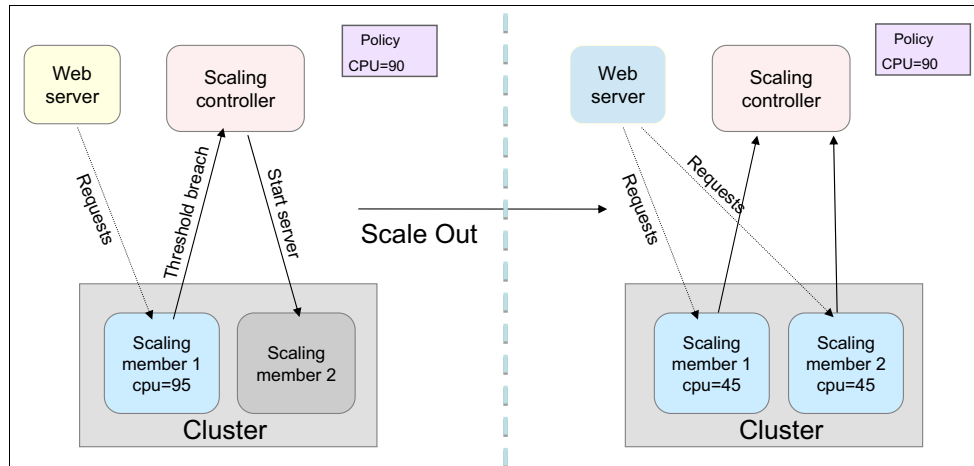 Policy
CPU=90
Web
server
Scaling
controller
Requests
Threshold breach
Start server
Scaling
member 1
cpu=95
Scaling
member 2
Cluster
Scale Out
Policy
CPU=90
Web
server
Scaling
controller
Requests
Requests
Scaling
member 1
cpu=45
Scaling
member 2
cpu=45
Cluster